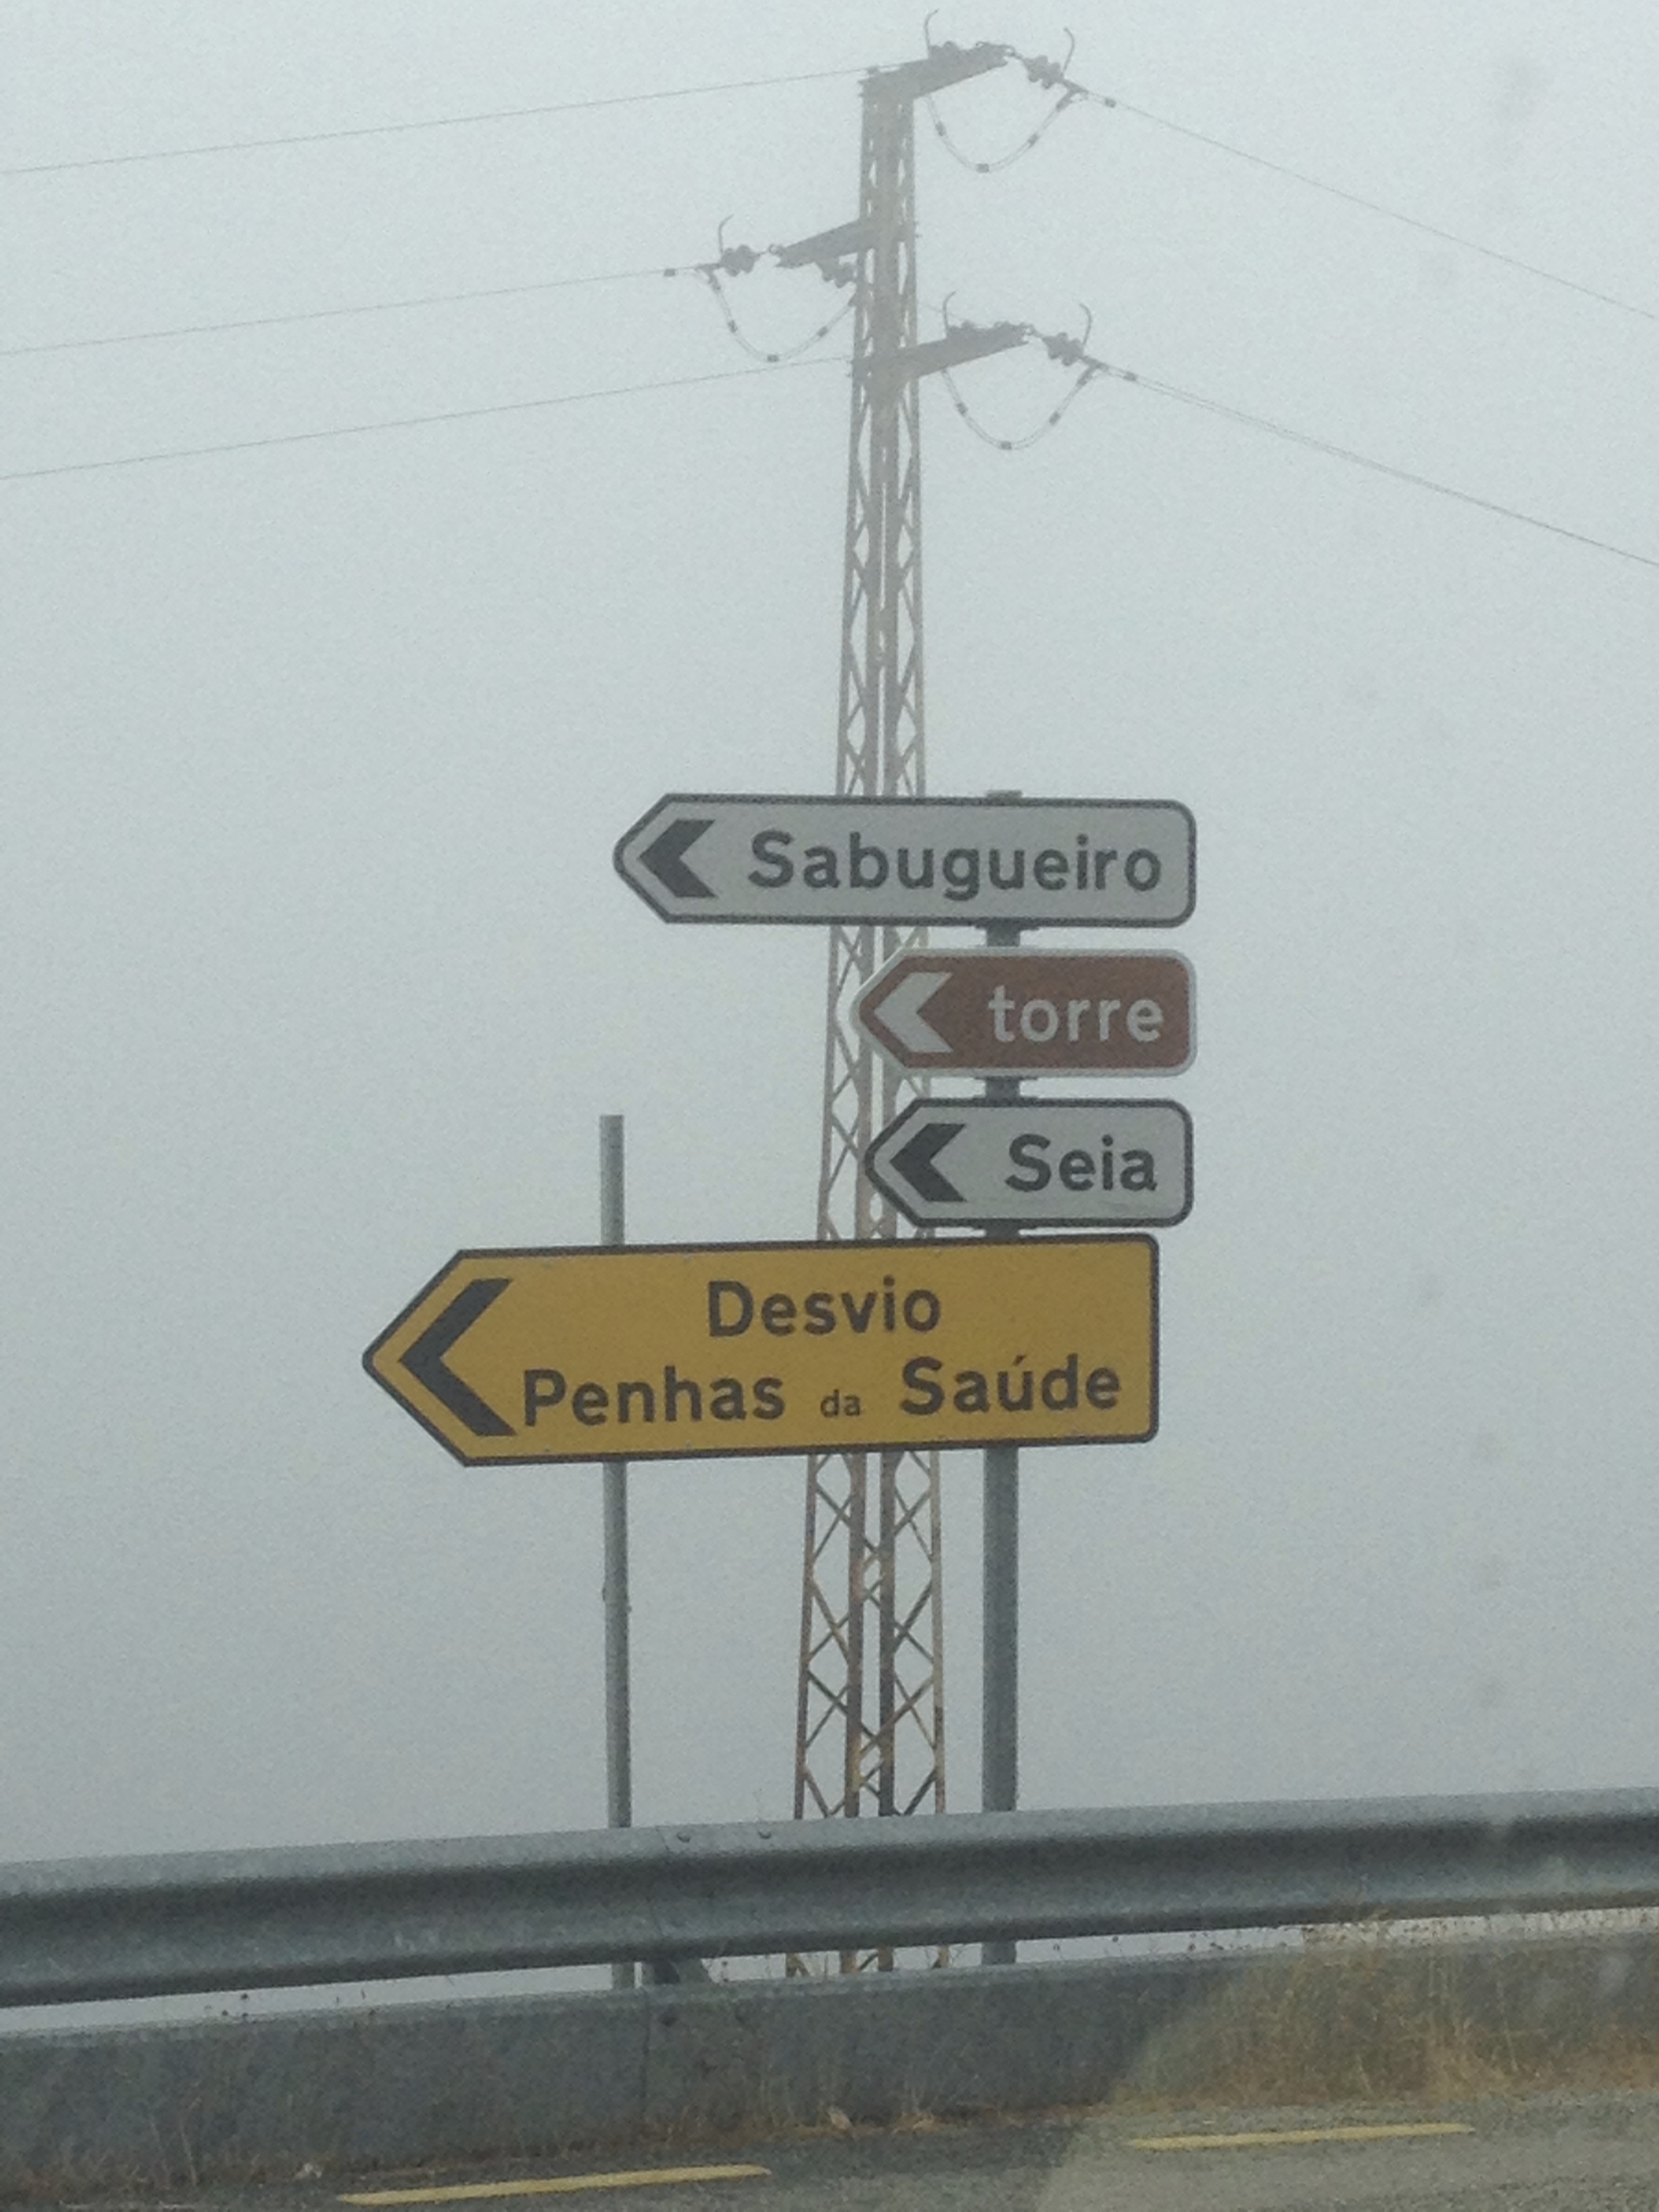 Sabugueiro
torre
Seia
Desvio
Penhas da Saúde